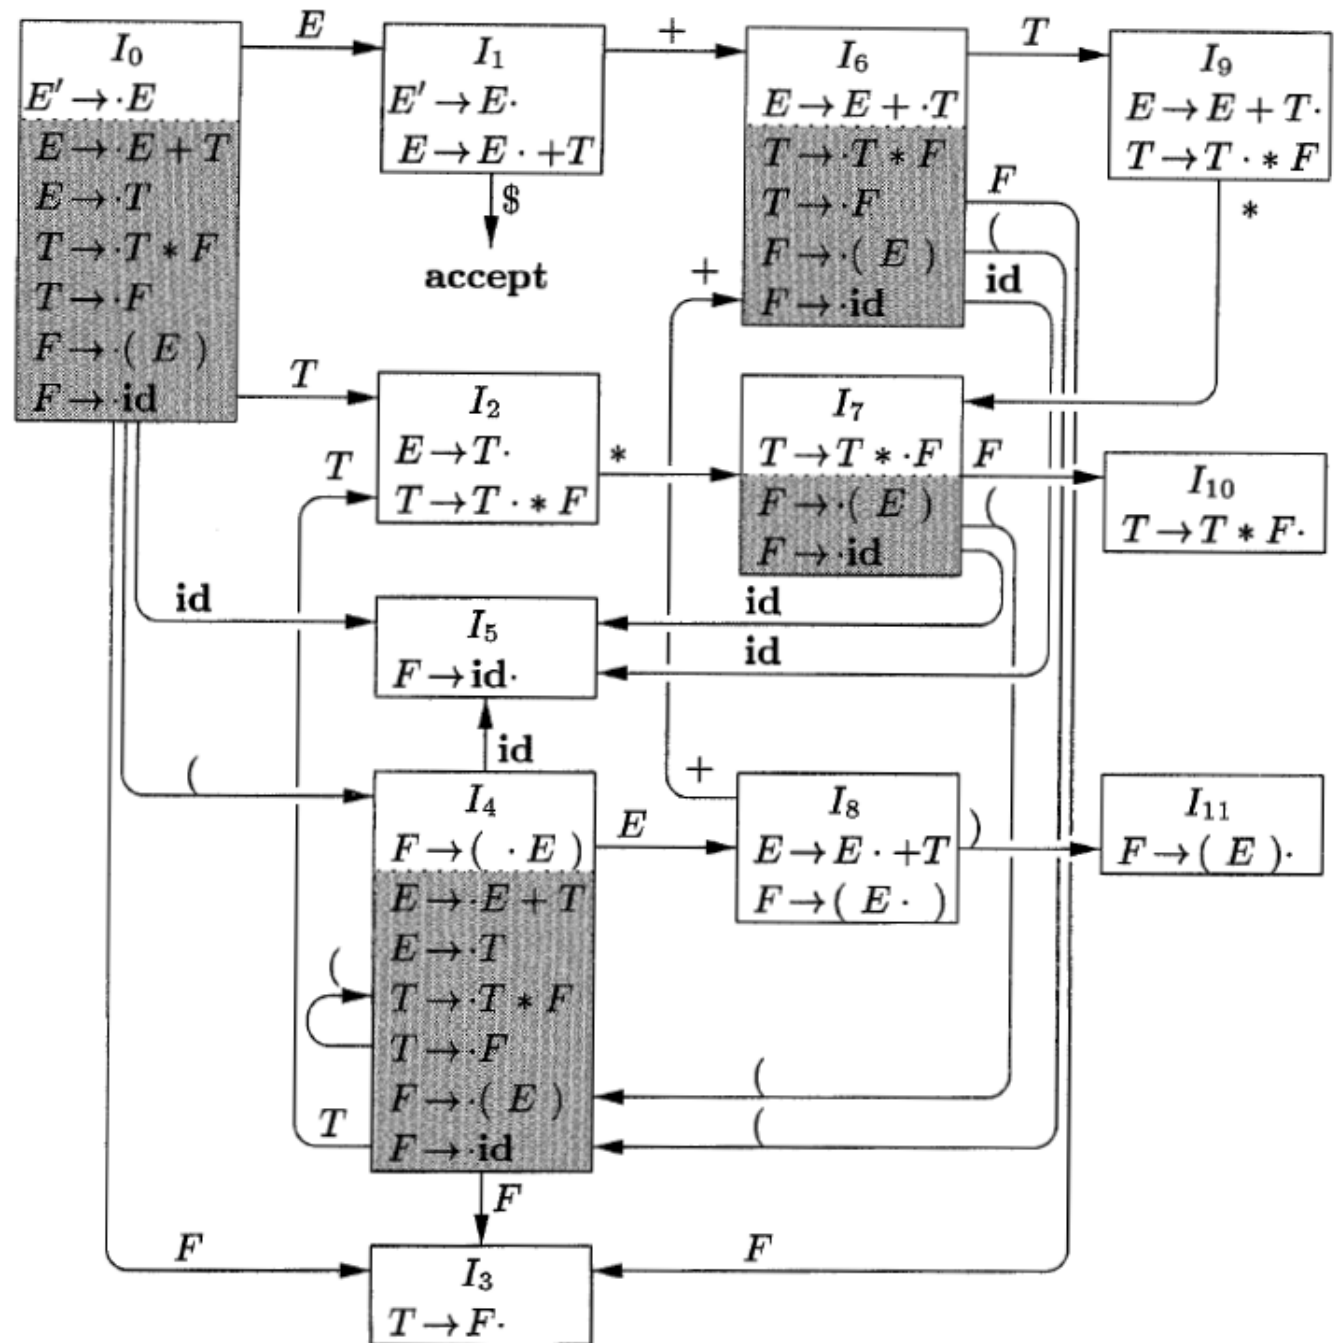 I₀
E′ → ·E
E → ·E + T
E → ·T
T → ·T * F
T → ·F
F → ·( E )
F → ·id
E
I₁
E′ → E·
E → E · +T
$
accept
+
I₆
E → E + ·T
T → ·T * F
T → ·F
F → ·( E )
F → ·id
T
I₉
E → E + T·
T → T · * F
*
F
(
id
+
T
I₂
E → T·
T → T · * F
T
*
I₇
T → T * ·F
F → ·( E )
F → ·id
F
(
I₁₀
T → T * F·
id
I₅
F → id·
id
id
id
(
I₄
F → ( · E )
E → ·E + T
E → ·T
T → ·T * F
T → ·F
F → ·( E )
F → ·id
E
+
I₈
E → E · +T
F → ( E · )
)
I₁₁
F → ( E )·
(
(
(
T
F
F
I₃
T → F·
F